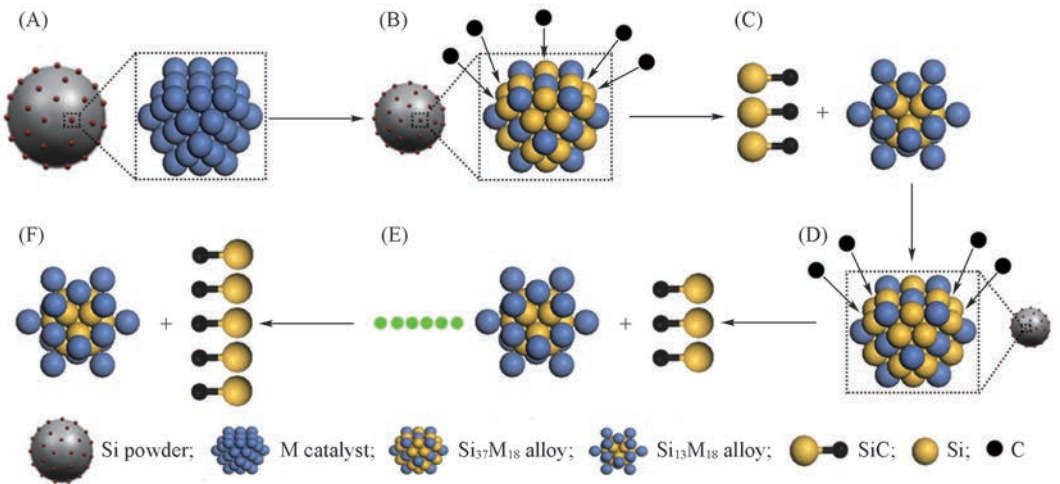 (A)
(B)
(C)
+
(D)
(E)
+
(F)
+
Si powder; M catalyst; Si₃₇M₁₈ alloy; Si₁₃M₁₈ alloy; SiC; Si; C